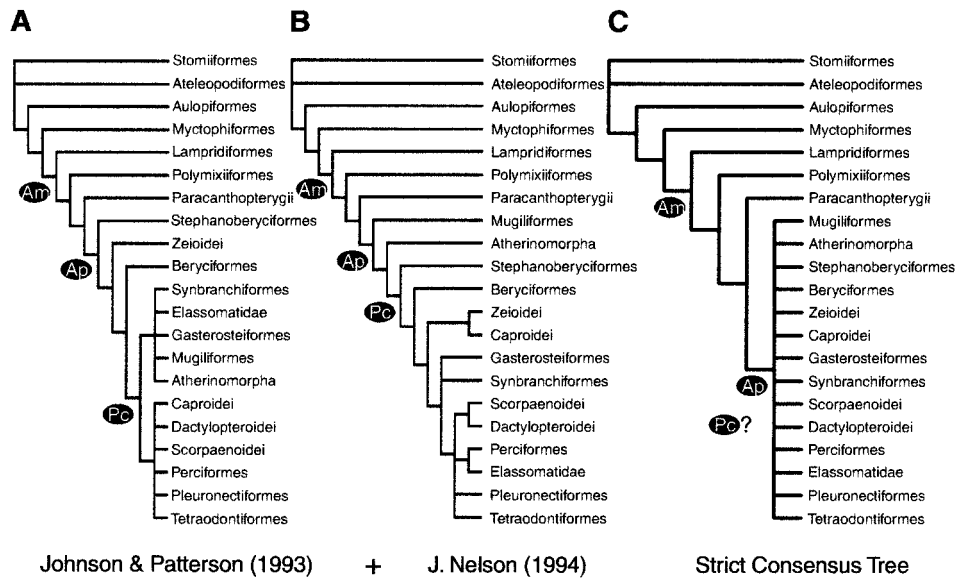 A
Stomiiformes
Ateleopodiformes
Aulopiformes
Myctophiformes
Lampridiformes
Am
Polymixiiformes
Paracanthopterygii
Stephanoberyciformes
Zeioidei
Ap
Beryciformes
Synbranchiformes
Elassomatidae
Gasterosteiformes
Mugiliformes
Atherinomorpha
Caproidei
Pc
Dactylopteroidei
Scorpaenoidei
Perciformes
Pleuronectiformes
Tetraodontiformes
Johnson & Patterson (1993)
+
B
Stomiiformes
Ateleopodiformes
Aulopiformes
Myctophiformes
Lampridiformes
Am
Polymixiiformes
Paracanthopterygii
Mugiliformes
Atherinomorpha
Ap
Stephanoberyciformes
Beryciformes
Pc
Zeioidei
Caproidei
Gasterosteiformes
Synbranchiformes
Scorpaenoidei
Dactylopteroidei
Perciformes
Elassomatidae
Pleuronectiformes
Tetraodontiformes
J. Nelson (1994)
C
Stomiiformes
Ateleopodiformes
Aulopiformes
Myctophiformes
Lampridiformes
Polymixiiformes
Paracanthopterygii
Am
Mugiliformes
Atherinomorpha
Stephanoberyciformes
Beryciformes
Zeioidei
Caproidei
Gasterosteiformes
Synbranchiformes
Ap
Scorpaenoidei
Dactylopteroidei
Pc?
Perciformes
Elassomatidae
Pleuronectiformes
Tetraodontiformes
Strict Consensus Tree